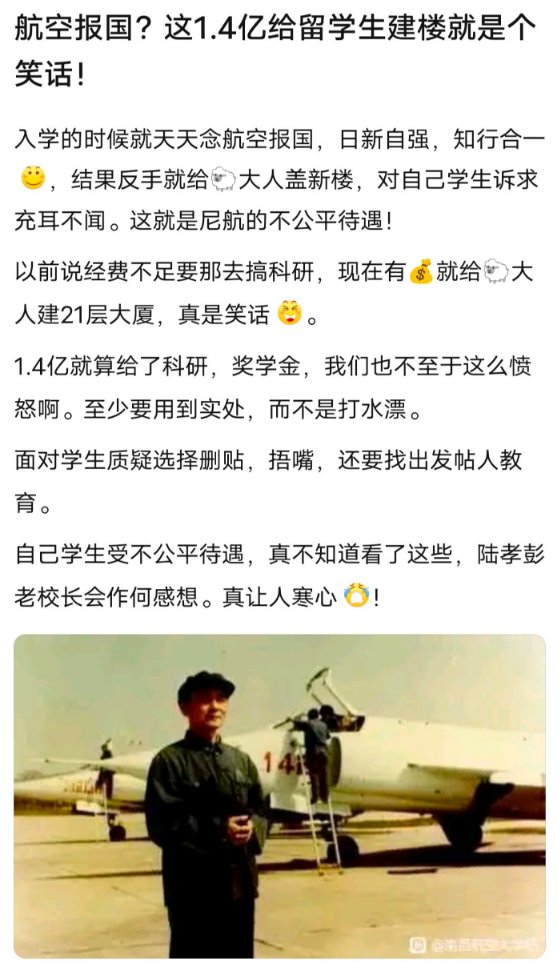 航空报国？这1.4亿给留学生建楼就是个
笑话！
入学的时候就天天念航空报国，日新自强，知行合一
😊，结果反手就给🐑大人盖新楼，对自己学生诉求
充耳不闻。这就是尼航的不公平待遇！
以前说经费不足要那去搞科研，现在有💰就给🐑大
人建21层大厦，真是笑话😆。
1.4亿就算给了科研，奖学金，我们也不至于这么愤
怒啊。至少要用到实处，而不是打水漂。
面对学生质疑选择删贴，捂嘴，还要找出发帖人教
育。
自己学生受不公平待遇，真不知道看了这些，陆孝彭
老校长会作何感想。真让人寒心😭！
14